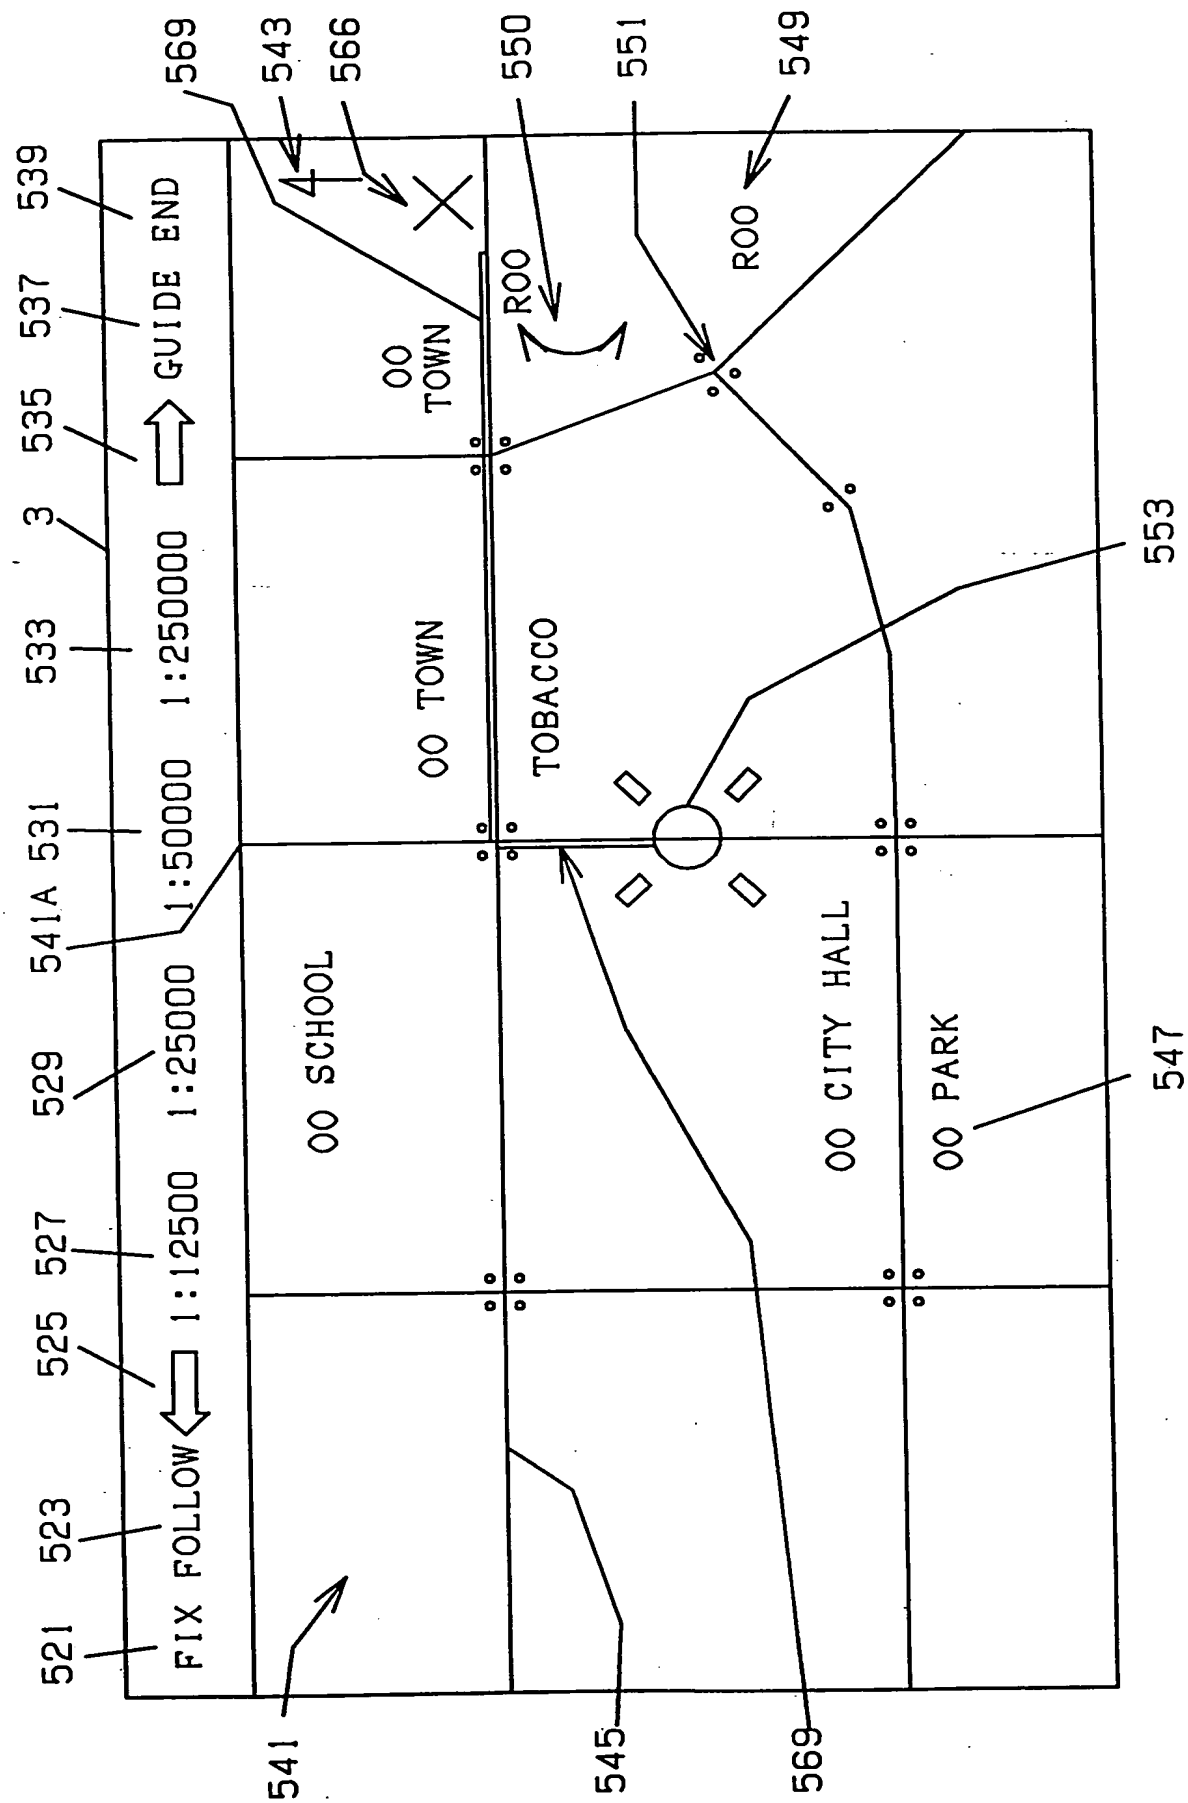 521 523 525 527 529 541A 531 533 3 535 537 539
FIX FOLLOW 1:12500 1:25000 1:50000 1:250000 GUIDE END
569
543
566
541
OO SCHOOL
OO TOWN
OO
TOWN
ROO
550
TOBACCO
551
545
ROO
549
569
OO CITY HALL
OO PARK
547
553